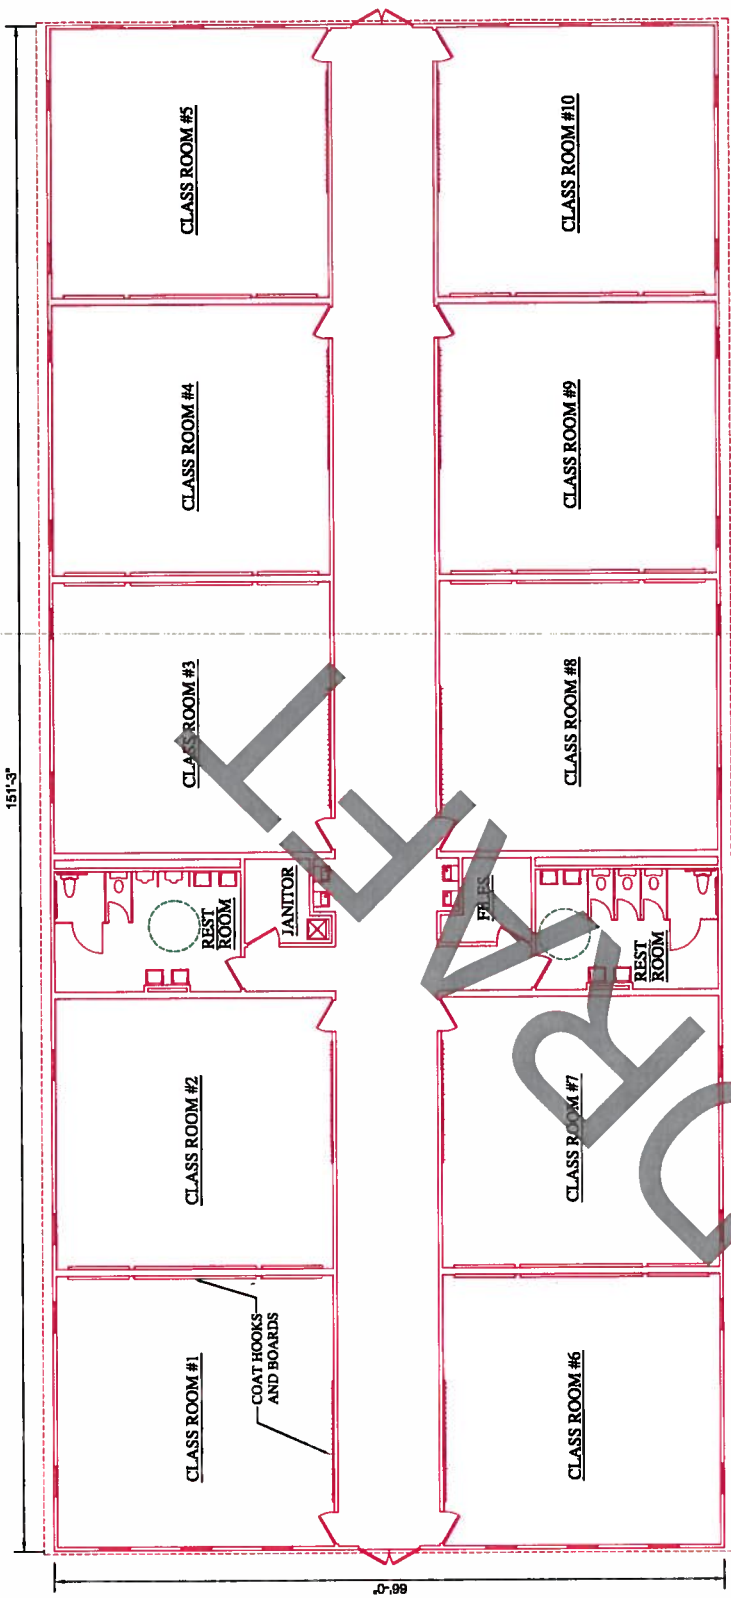 151'-3"
CLASS ROOM #1
CLASS ROOM #2
REST
ROOM
CLASS ROOM #3
CLASS ROOM #4
CLASS ROOM #5
COAT HOOKS
AND BOARDS
JANITOR
66'-0"
FILES
CLASS ROOM #6
CLASS ROOM #7
REST
ROOM
CLASS ROOM #8
CLASS ROOM #9
CLASS ROOM #10
DRAFT